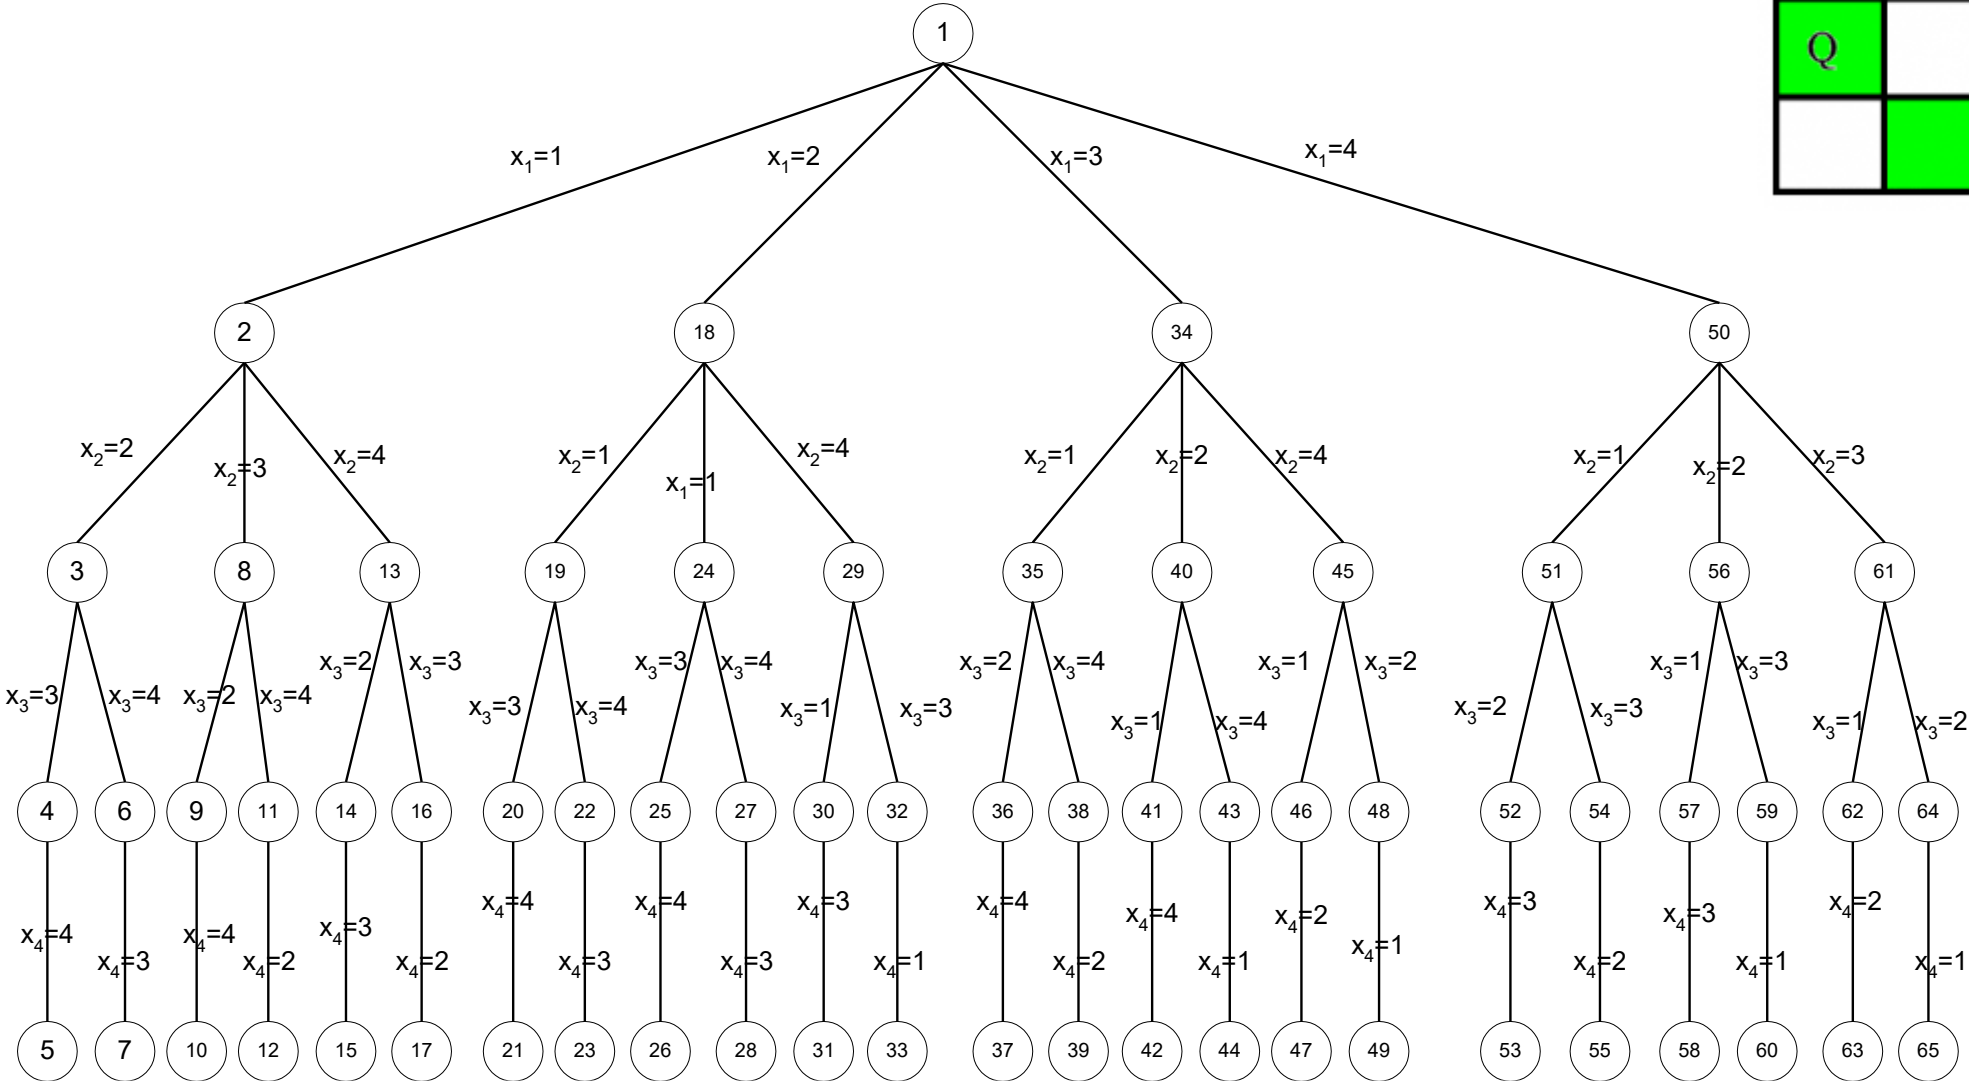 1
Q
x1=1 x1=2 x1=3 x1=4
2 18 34 50
x2=2 x2=3 x2=4 x2=1 x1=1 x2=4 x2=1 x2=2 x2=4 x2=1 x2=2 x2=3
3 8 13 19 24 29 35 40 45 51 56 61
x3=3 x3=4 x3=2 x3=4 x3=2 x3=3 x3=3 x3=4 x3=3 x3=4 x3=1 x3=3 x3=2 x3=4 x3=1 x3=4 x3=1 x3=2 x3=2 x3=3 x3=1 x3=3 x3=1 x3=2
4 6 9 11 14 16 20 22 25 27 30 32 36 38 41 43 46 48 52 54 57 59 62 64
x4=4 x4=3 x4=4 x4=2 x4=3 x4=2 x4=4 x4=3 x4=4 x4=3 x4=3 x4=1 x4=4 x4=2 x4=4 x4=1 x4=2 x4=1 x4=3 x4=2 x4=3 x4=1 x4=2 x4=1
5 7 10 12 15 17 21 23 26 28 31 33 37 39 42 44 47 49 53 55 58 60 63 65